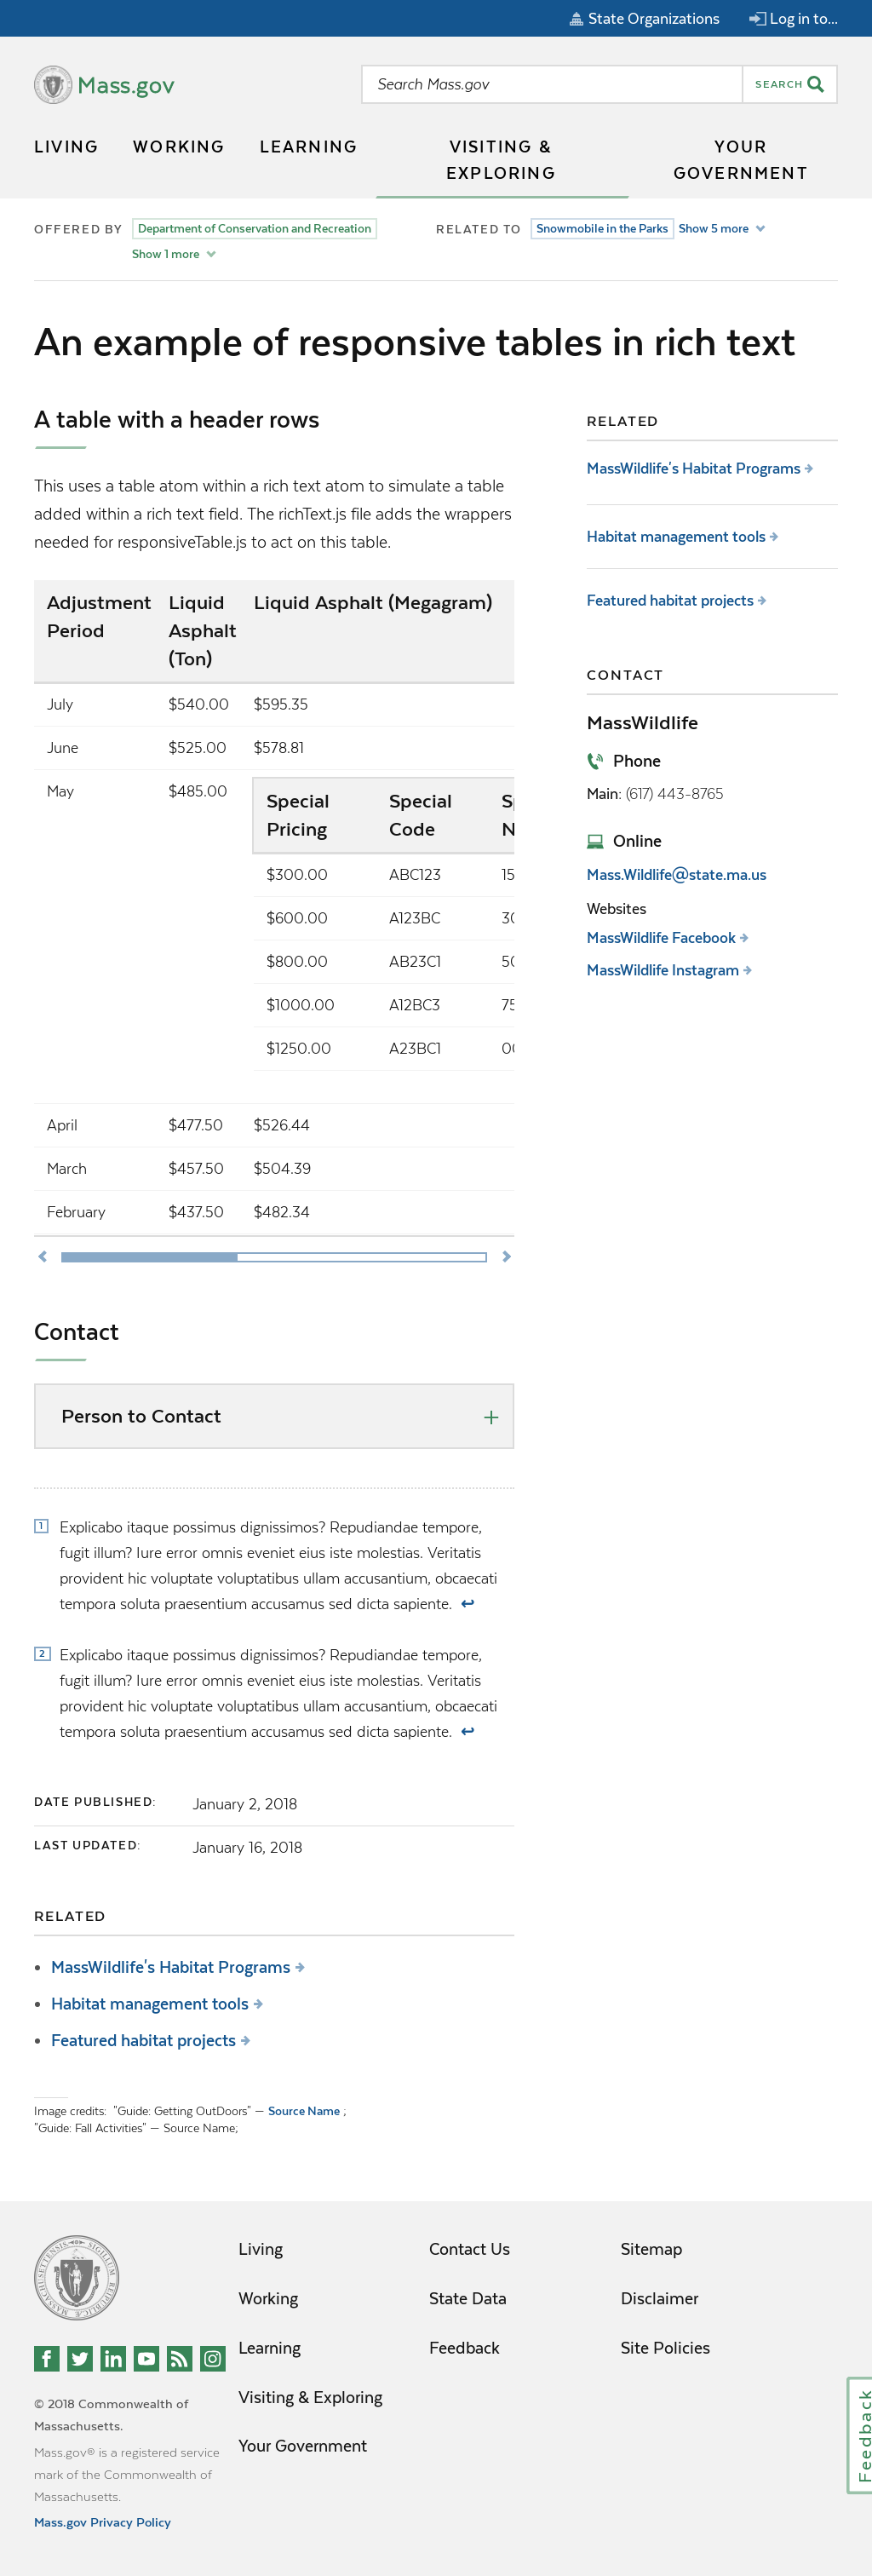 State Organizations
Log in to...
Mass.gov
Search Mass.gov
SEARCH
LIVING
WORKING
LEARNING
VISITING &
EXPLORING
YOUR
GOVERNMENT
OFFERED BY
Department of Conservation and Recreation
Show 1 more
RELATED TO
Snowmobile in the Parks
Show 5 more
An example of responsive tables in rich text
A table with a header rows
This uses a table atom within a rich text atom to simulate a table
added within a rich text field. The richText.js file adds the wrappers
needed for responsiveTable.js to act on this table.
Adjustment Period
Liquid Asphalt (Ton)
Liquid Asphalt (Megagram)
July $540.00 $595.35
June $525.00 $578.81
May $485.00
Special Pricing
Special Code
$300.00 ABC123
$600.00 A123BC
$800.00 AB23C1
$1000.00 A12BC3
$1250.00 A23BC1
April $477.50 $526.44
March $457.50 $504.39
February $437.50 $482.34
Contact
Person to Contact
1 Explicabo itaque possimus dignissimos? Repudiandae tempore,
fugit illum? Iure error omnis eveniet eius iste molestias. Veritatis
provident hic voluptate voluptatibus ullam accusantium, obcaecati
tempora soluta praesentium accusamus sed dicta sapiente. ↩
2 Explicabo itaque possimus dignissimos? Repudiandae tempore,
fugit illum? Iure error omnis eveniet eius iste molestias. Veritatis
provident hic voluptate voluptatibus ullam accusantium, obcaecati
tempora soluta praesentium accusamus sed dicta sapiente. ↩
DATE PUBLISHED: January 2, 2018
LAST UPDATED: January 16, 2018
RELATED
MassWildlife's Habitat Programs
Habitat management tools
Featured habitat projects
Image credits: "Guide: Getting OutDoors" — Source Name ;
"Guide: Fall Activities" — Source Name;
RELATED
MassWildlife's Habitat Programs
Habitat management tools
Featured habitat projects
CONTACT
MassWildlife
Phone
Main: (617) 443-8765
Online
Mass.Wildlife@state.ma.us
Websites
MassWildlife Facebook
MassWildlife Instagram
Living
Working
Learning
Visiting & Exploring
Your Government
Contact Us
State Data
Feedback
Sitemap
Disclaimer
Site Policies
© 2018 Commonwealth of
Massachusetts.
Mass.gov® is a registered service
mark of the Commonwealth of
Massachusetts.
Mass.gov Privacy Policy
Feedback